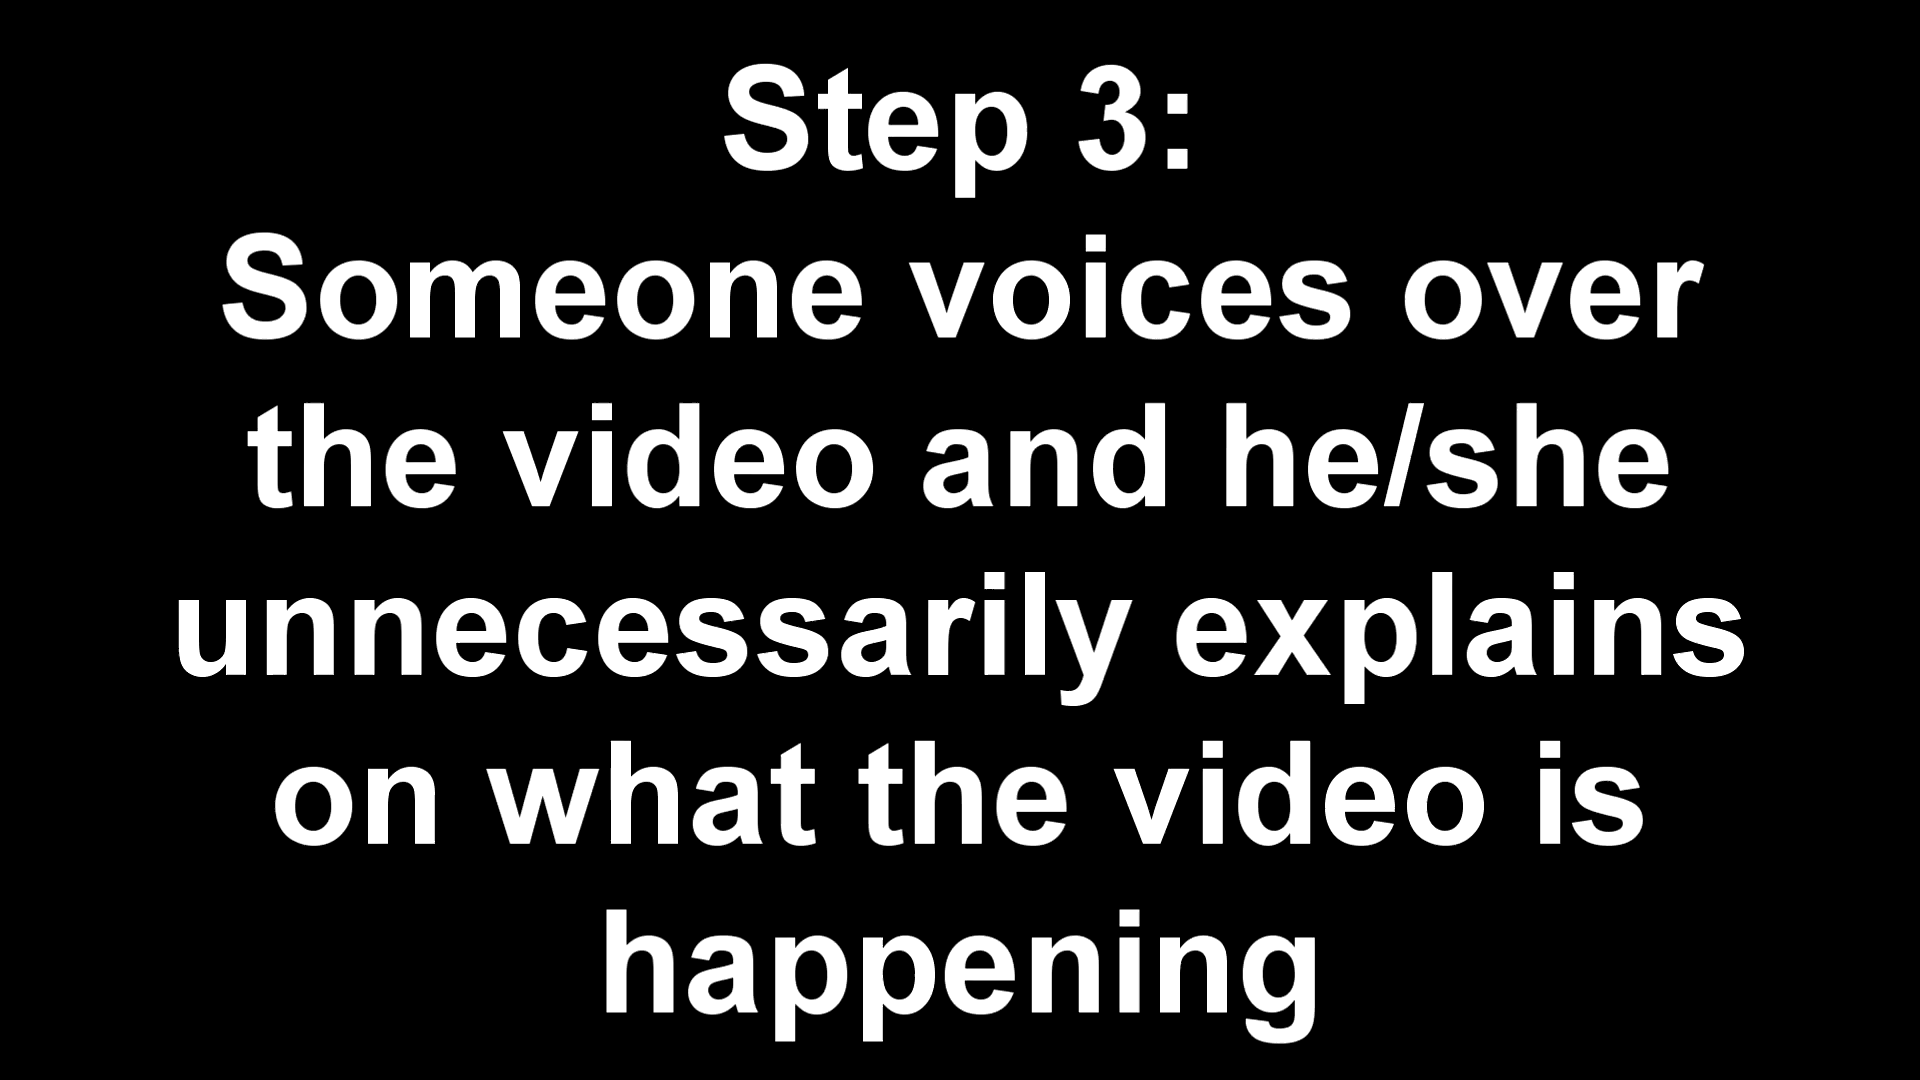 Step 3:
Someone voices over
the video and he/she
unnecessarily explains
on what the video is
happening